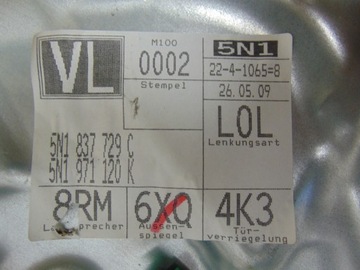 VL
M100
0002
Stempel
5N1
22-4-1065=8
26.05.09
LOL
Lenkungsart
5N1 837 729 C
5N1 971 120 K
8RM
Lautsprecher
6XQ
Aussen-
spiegel
4K3
Tür-
verriegelung